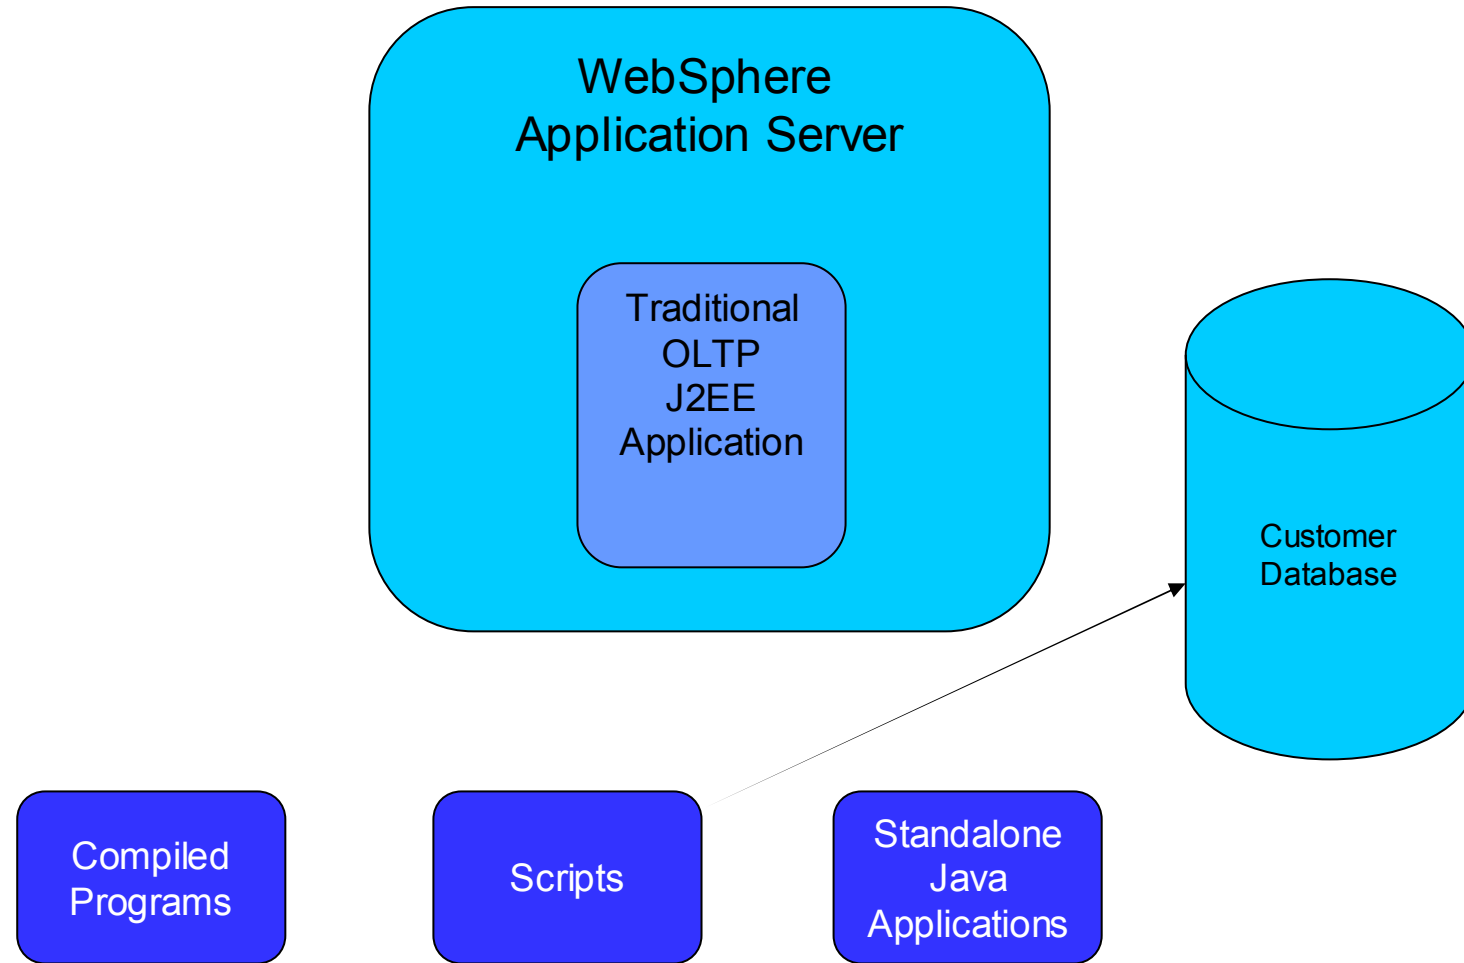 WebSphere
Application Server
Traditional
OLTP
J2EE
Application
Customer
Database
Compiled
Programs
Scripts
Standalone
Java
Applications